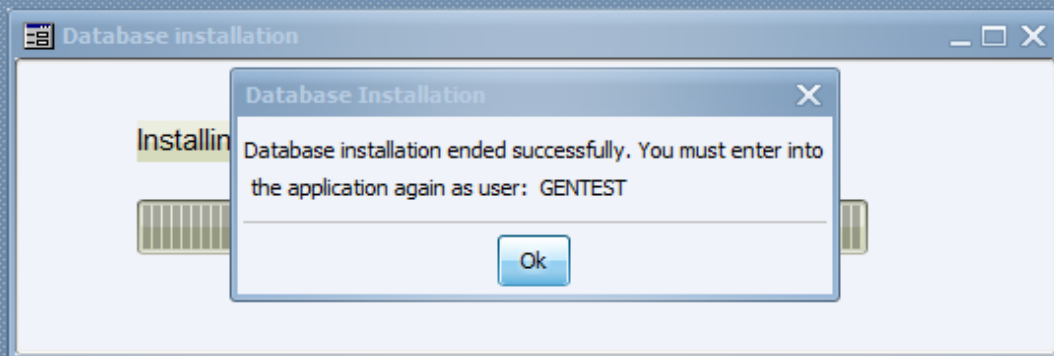 Database installation
Database Installation
Database installation ended successfully. You must enter into
the application again as user: GENTEST
Ok